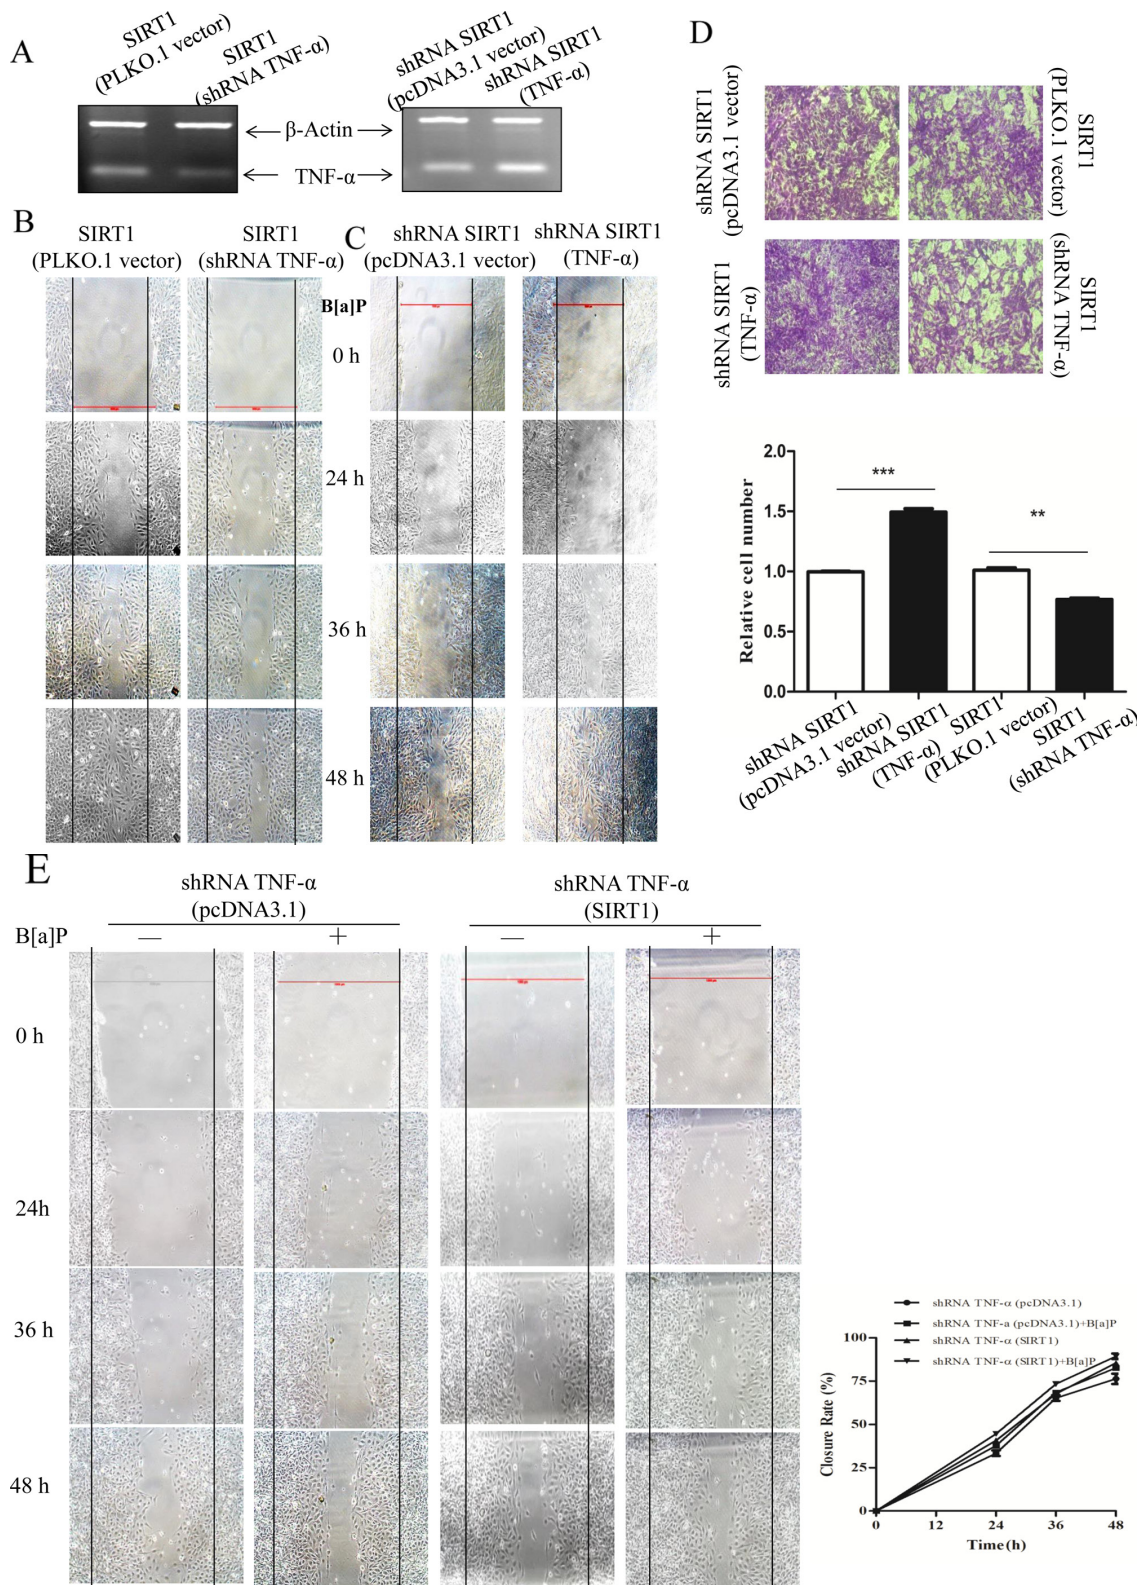 A
SIRT1
(PLKO.1 vector)
SIRT1
(shRNA TNF-α)
shRNA SIRT1
(pcDNA3.1 vector)
shRNA SIRT1
(TNF-α)
β-Actin
TNF-α
B
SIRT1
(PLKO.1 vector)
SIRT1
(shRNA TNF-α)
C
shRNA SIRT1
(pcDNA3.1 vector)
shRNA SIRT1
(TNF-α)
B[a]P
0 h
24 h
36 h
48 h
D
shRNA SIRT1
(pcDNA3.1 vector)
SIRT1
(PLKO.1 vector)
shRNA SIRT1
(TNF-α)
SIRT1
(shRNA TNF-α)
Relative cell number
2.0
1.5
1.0
0.5
0.0
***
**
shRNA SIRT1
(pcDNA3.1 vector)
shRNA SIRT1
(TNF-α)
SIRT1
(PLKO.1 vector)
SIRT1
(shRNA TNF-α)
E
shRNA TNF-α
(pcDNA3.1)
shRNA TNF-α
(SIRT1)
B[a]P
—
+
—
+
0 h
24h
36 h
48 h
shRNA TNF-α (pcDNA3.1)
shRNA TNF-a (pcDNA3.1)+B[a]P
shRNA TNF-α (SIRT1)
shRNA TNF-α (SIRT1)+B[a]P
Closure Rate (%)
100
75
50
25
0
0 12 24 36 48
Time(h)